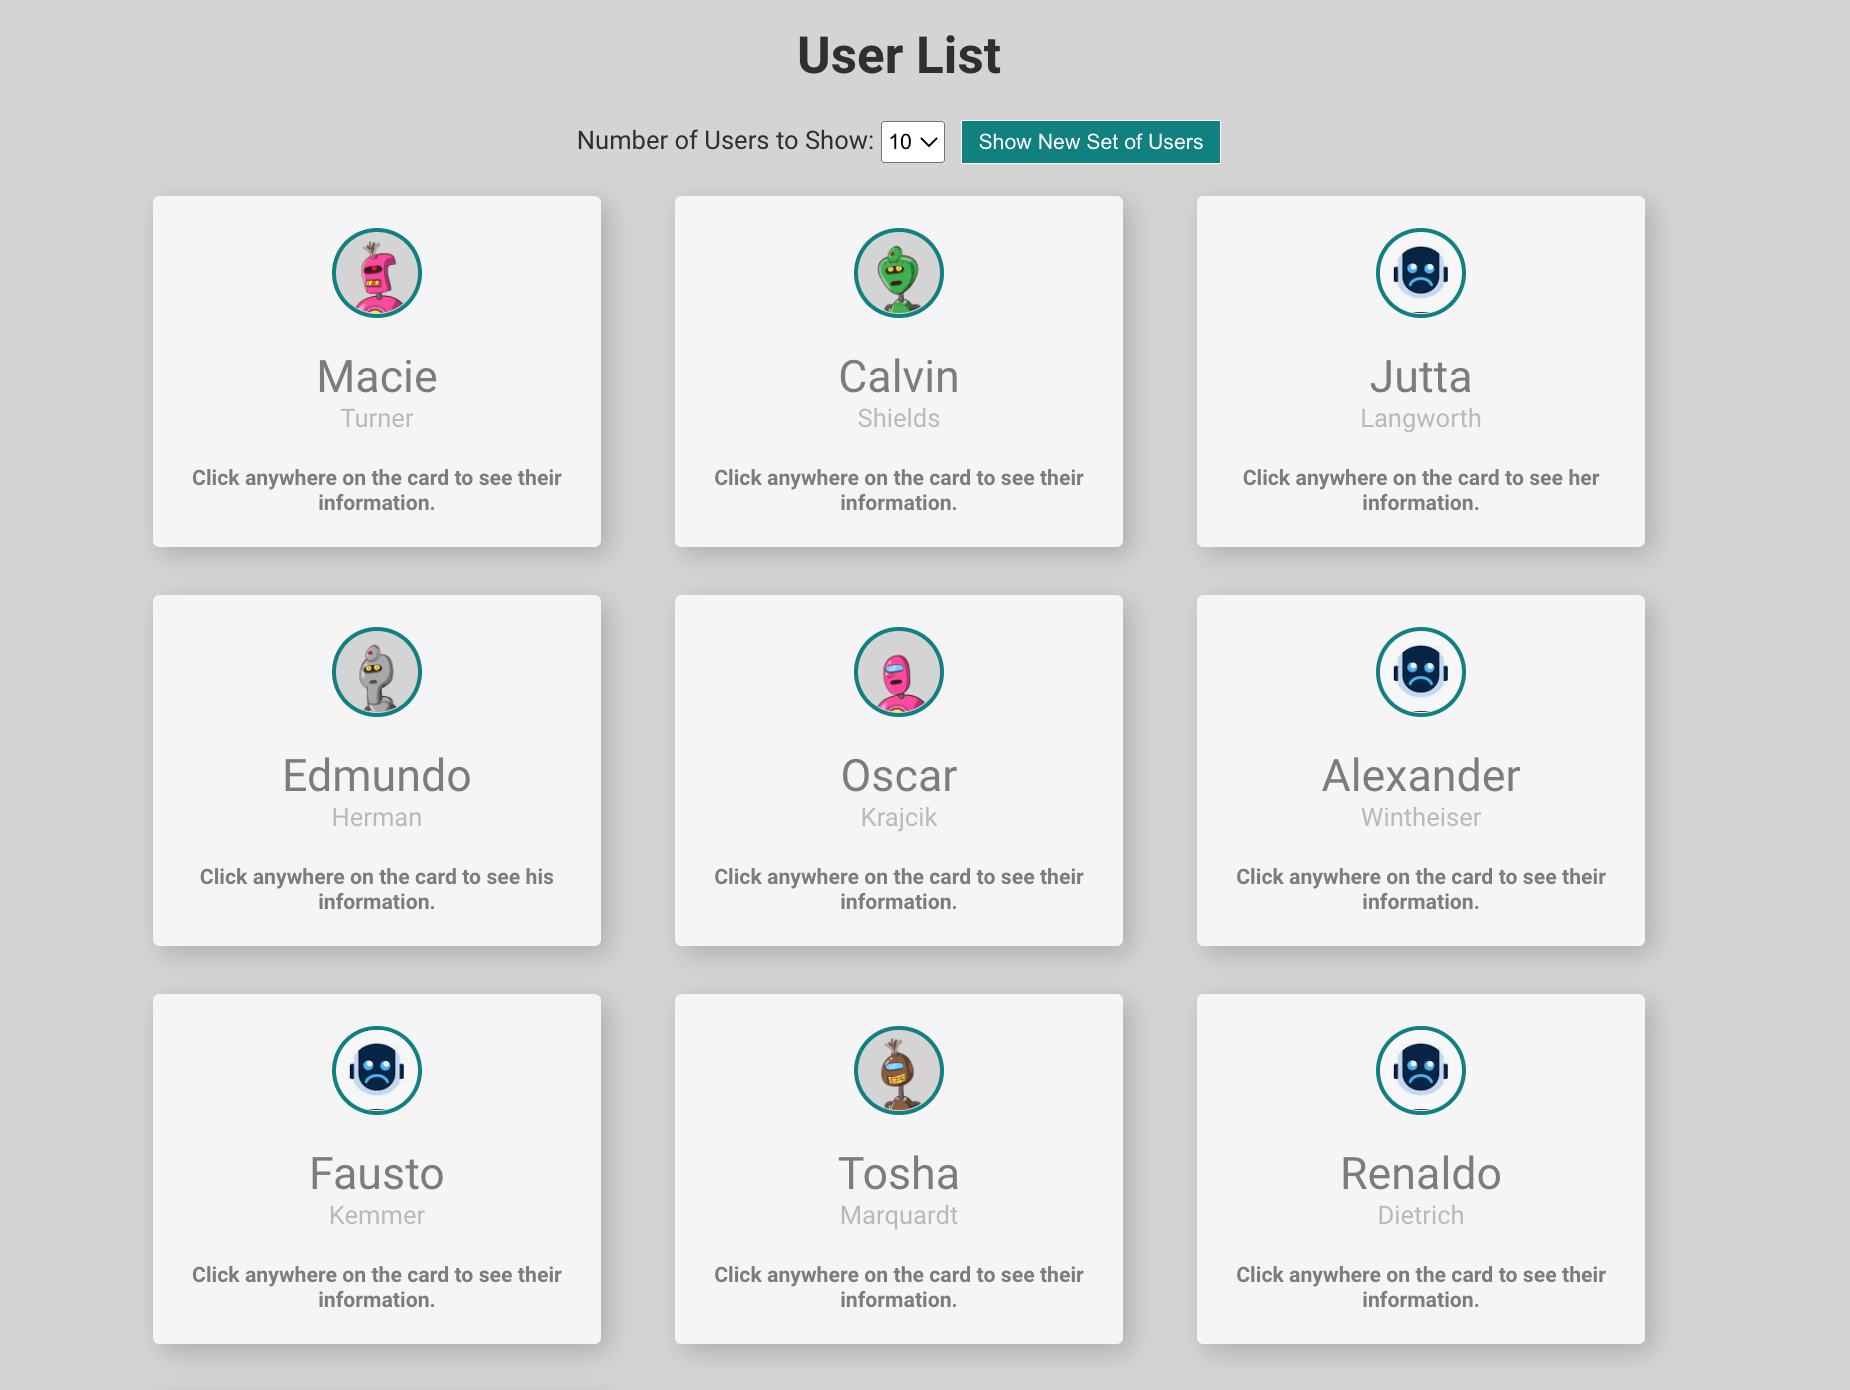 User List
Number of Users to Show: 10 Show New Set of Users
Macie
Turner
Click anywhere on the card to see their
information.
Calvin
Shields
Click anywhere on the card to see their
information.
Jutta
Langworth
Click anywhere on the card to see her
information.
Edmundo
Herman
Click anywhere on the card to see his
information.
Oscar
Krajcik
Click anywhere on the card to see their
information.
Alexander
Wintheiser
Click anywhere on the card to see their
information.
Fausto
Kemmer
Click anywhere on the card to see their
information.
Tosha
Marquardt
Click anywhere on the card to see their
information.
Renaldo
Dietrich
Click anywhere on the card to see their
information.